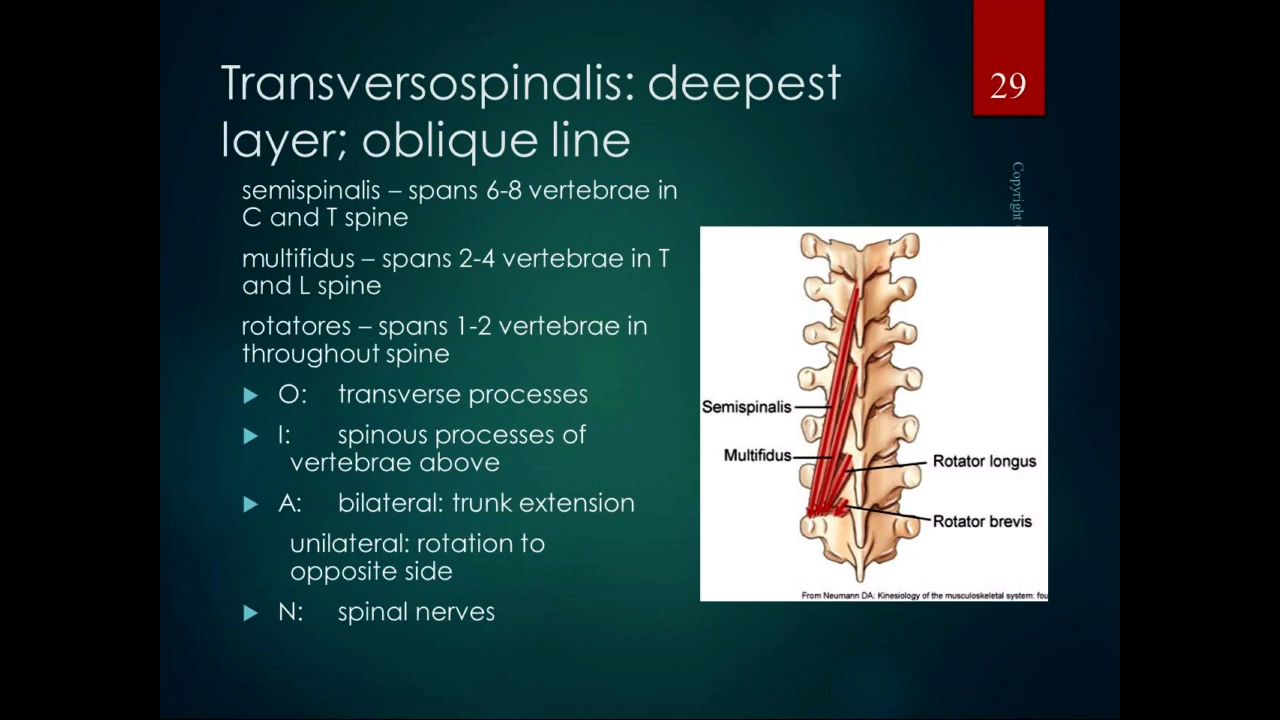 Transversospinalis: deepest
layer; oblique line
29
Copyright
semispinalis – spans 6-8 vertebrae in
C and T spine
multifidus – spans 2-4 vertebrae in T
and L spine
rotatores – spans 1-2 vertebrae in
throughout spine
O: transverse processes
I: spinous processes of
vertebrae above
A: bilateral: trunk extension
unilateral: rotation to
opposite side
N: spinal nerves
Semispinalis
Multifidus
Rotator longus
Rotator brevis
From Neumann DA: Kinesiology of the musculoskeletal system: fou